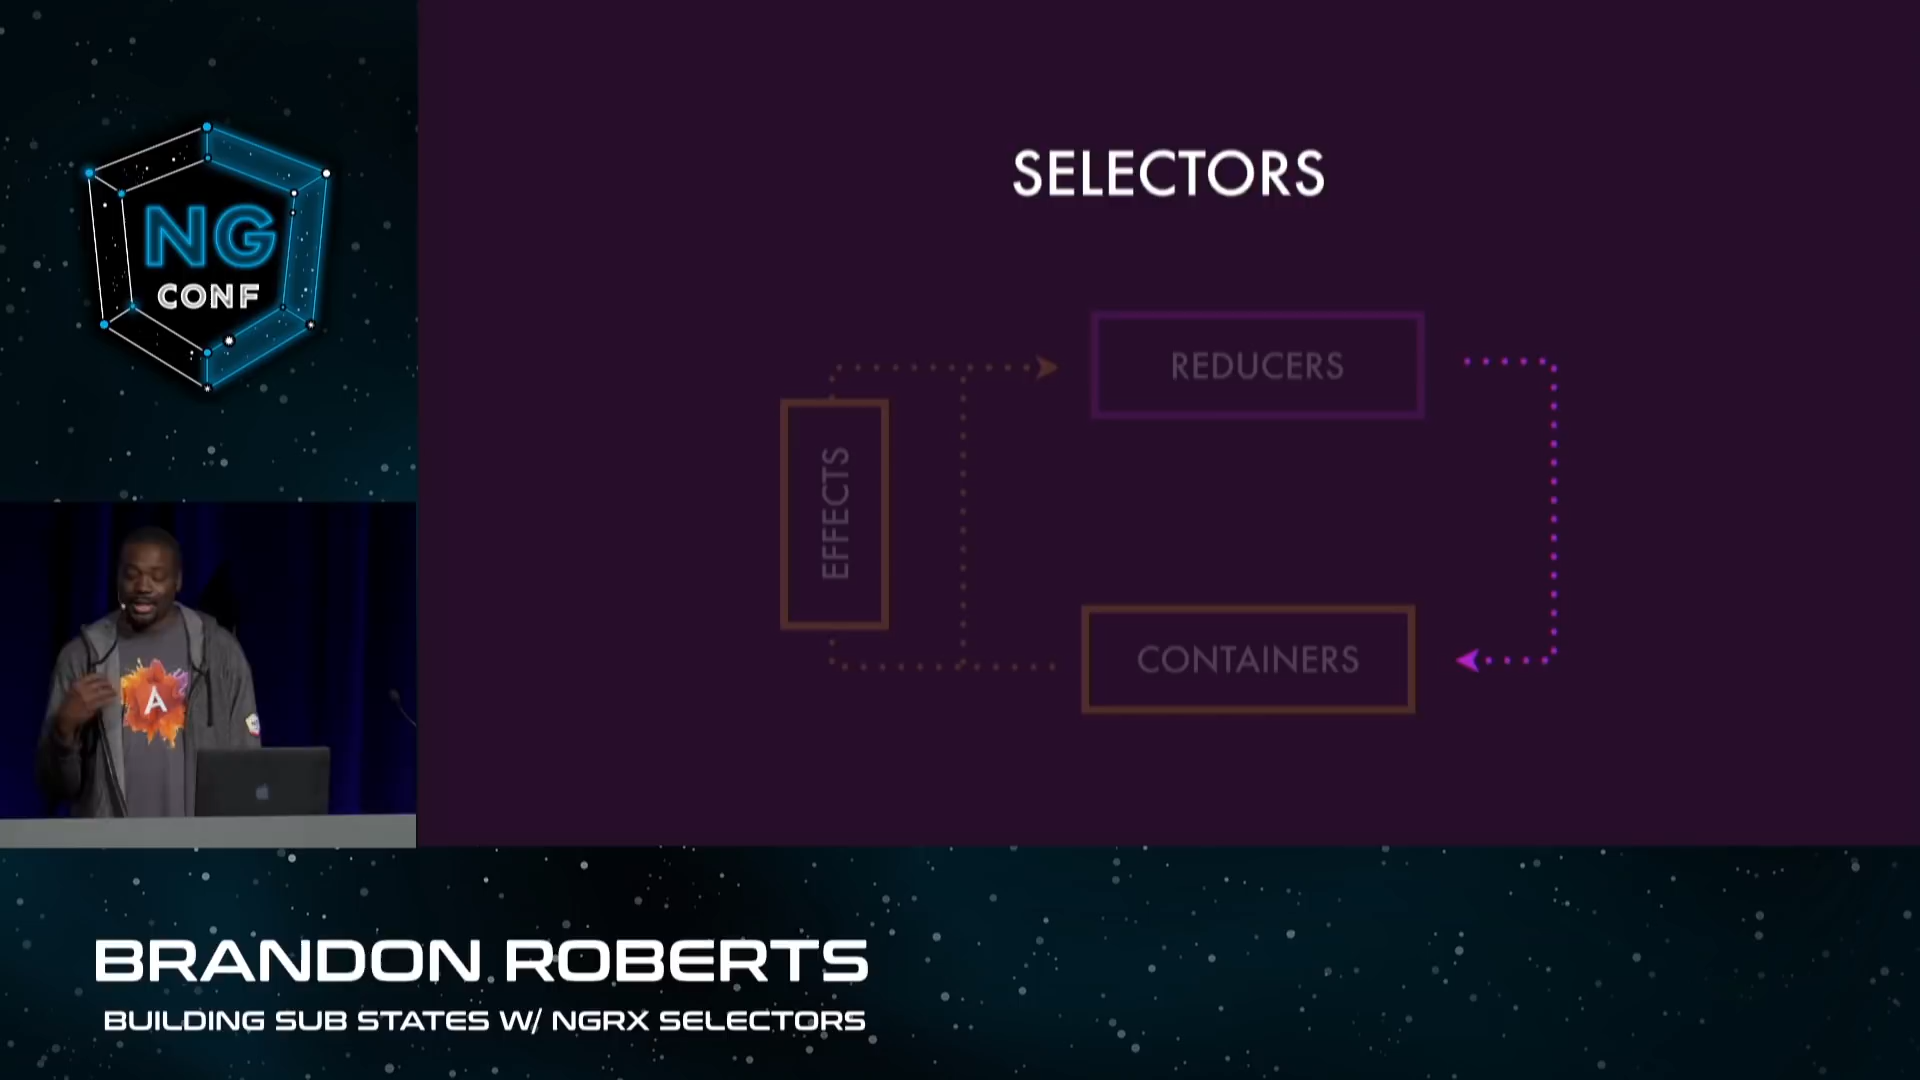 NG
CONF
SELECTORS
REDUCERS
EFFECTS
CONTAINERS
A
BRANDON ROBERTS
BUILDING SUB STATES W/ NGRX SELECTORS